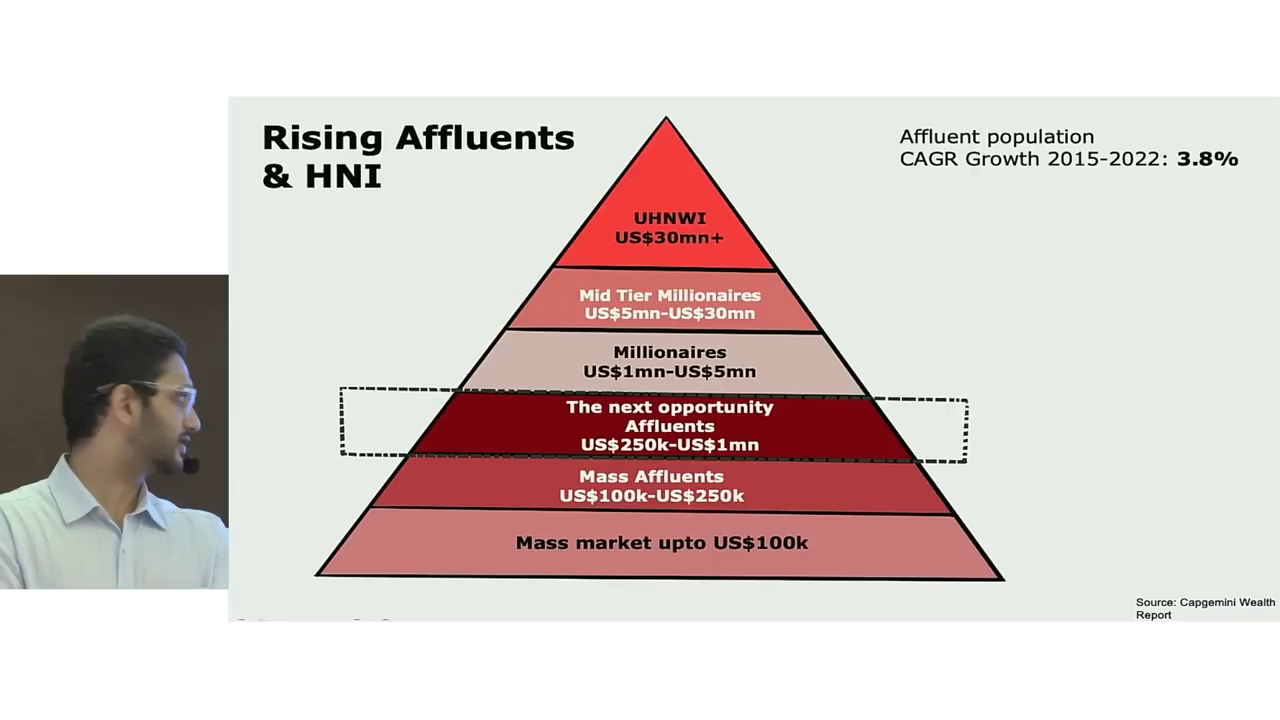 Rising Affluents
& HNI
Affluent population
CAGR Growth 2015-2022: 3.8%
UHNWI
US$30mn+
Mid Tier Millionaires
US$5mn-US$30mn
Millionaires
US$1mn-US$5mn
The next opportunity
Affluents
US$250k-US$1mn
Mass Affluents
US$100k-US$250k
Mass market upto US$100k
Source: Capgemini Wealth
Report